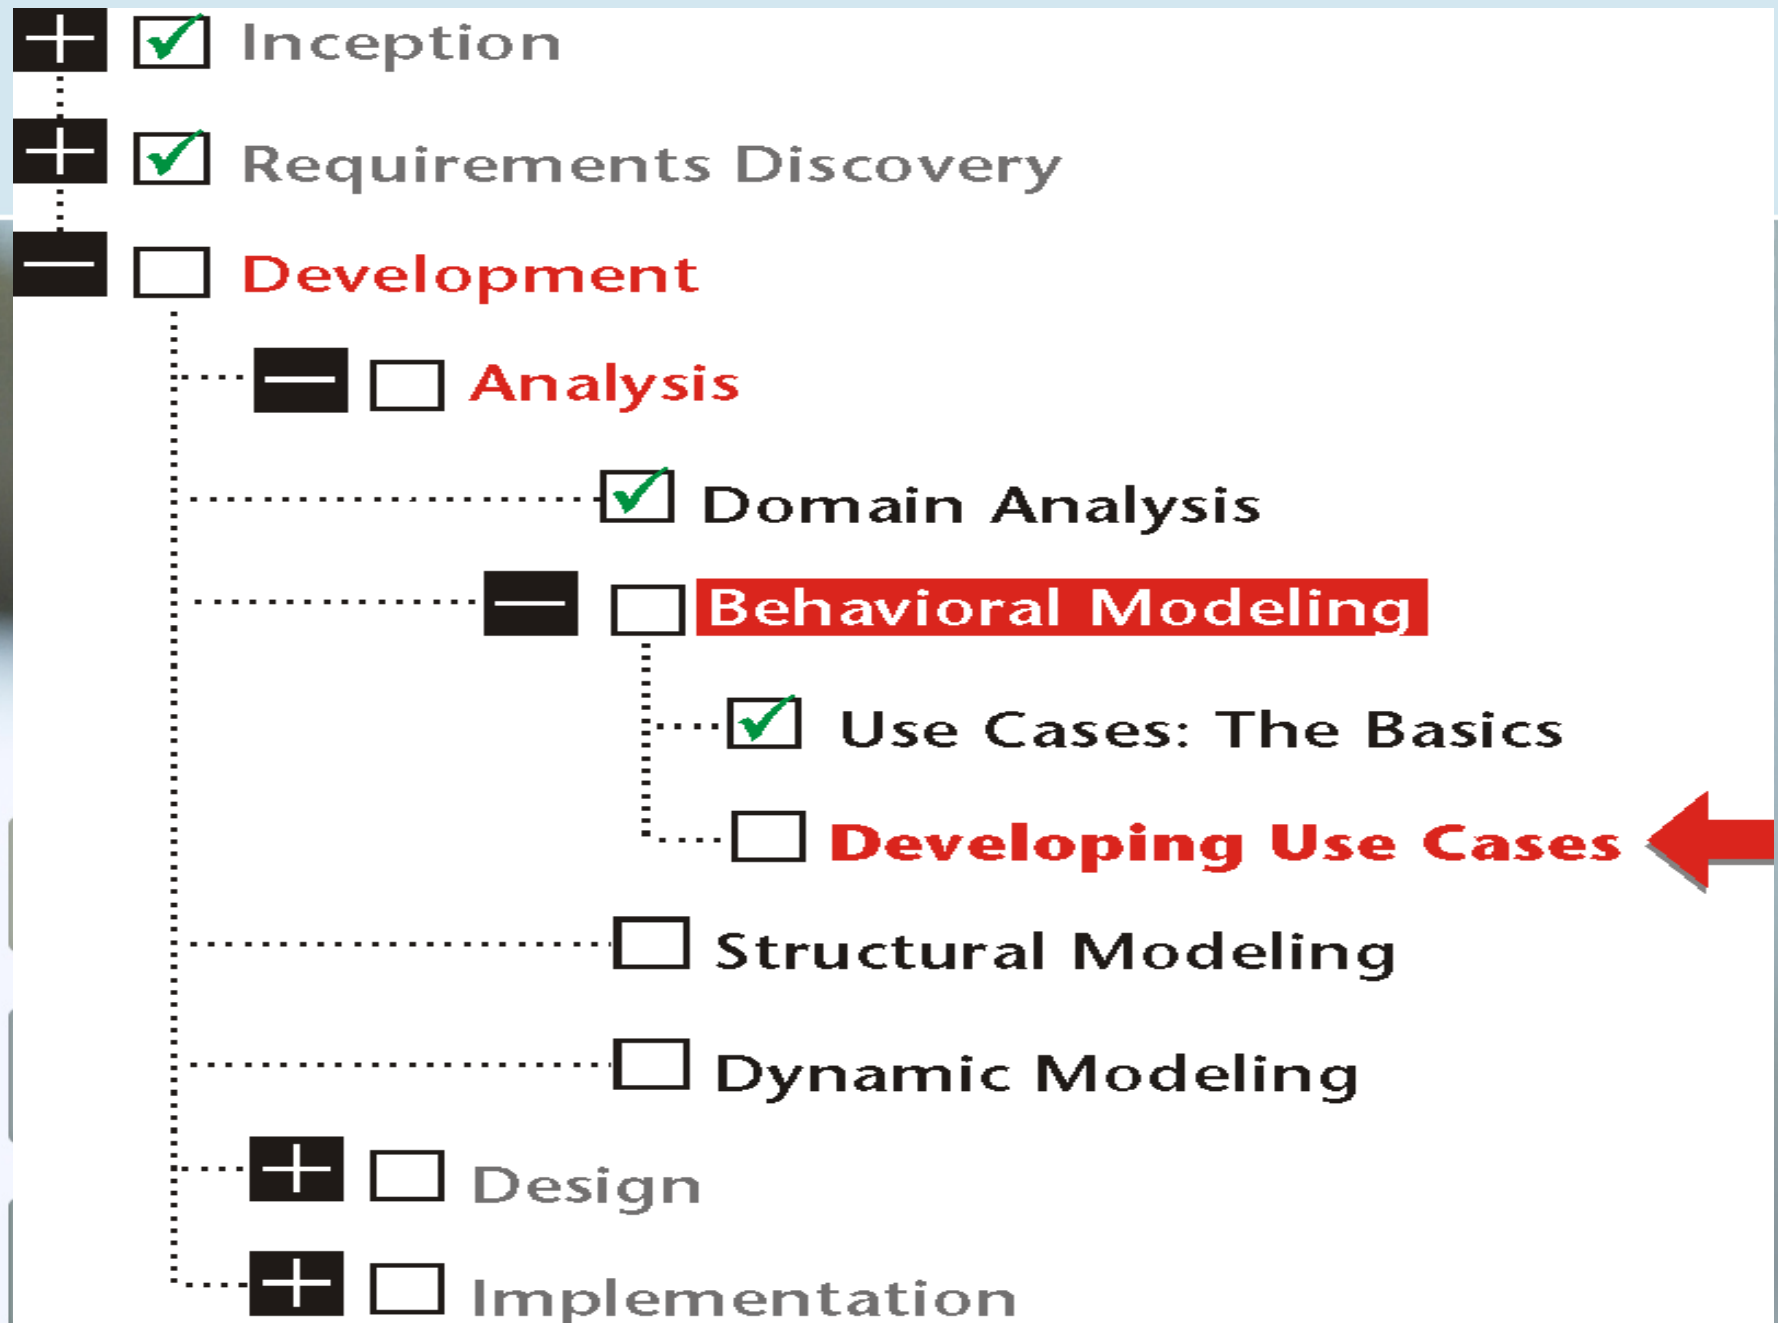 Inception
Requirements Discovery
Development
Analysis
Domain Analysis
Behavioral Modeling
Use Cases: The Basics
Developing Use Cases
Structural Modeling
Dynamic Modeling
Design
Implementation